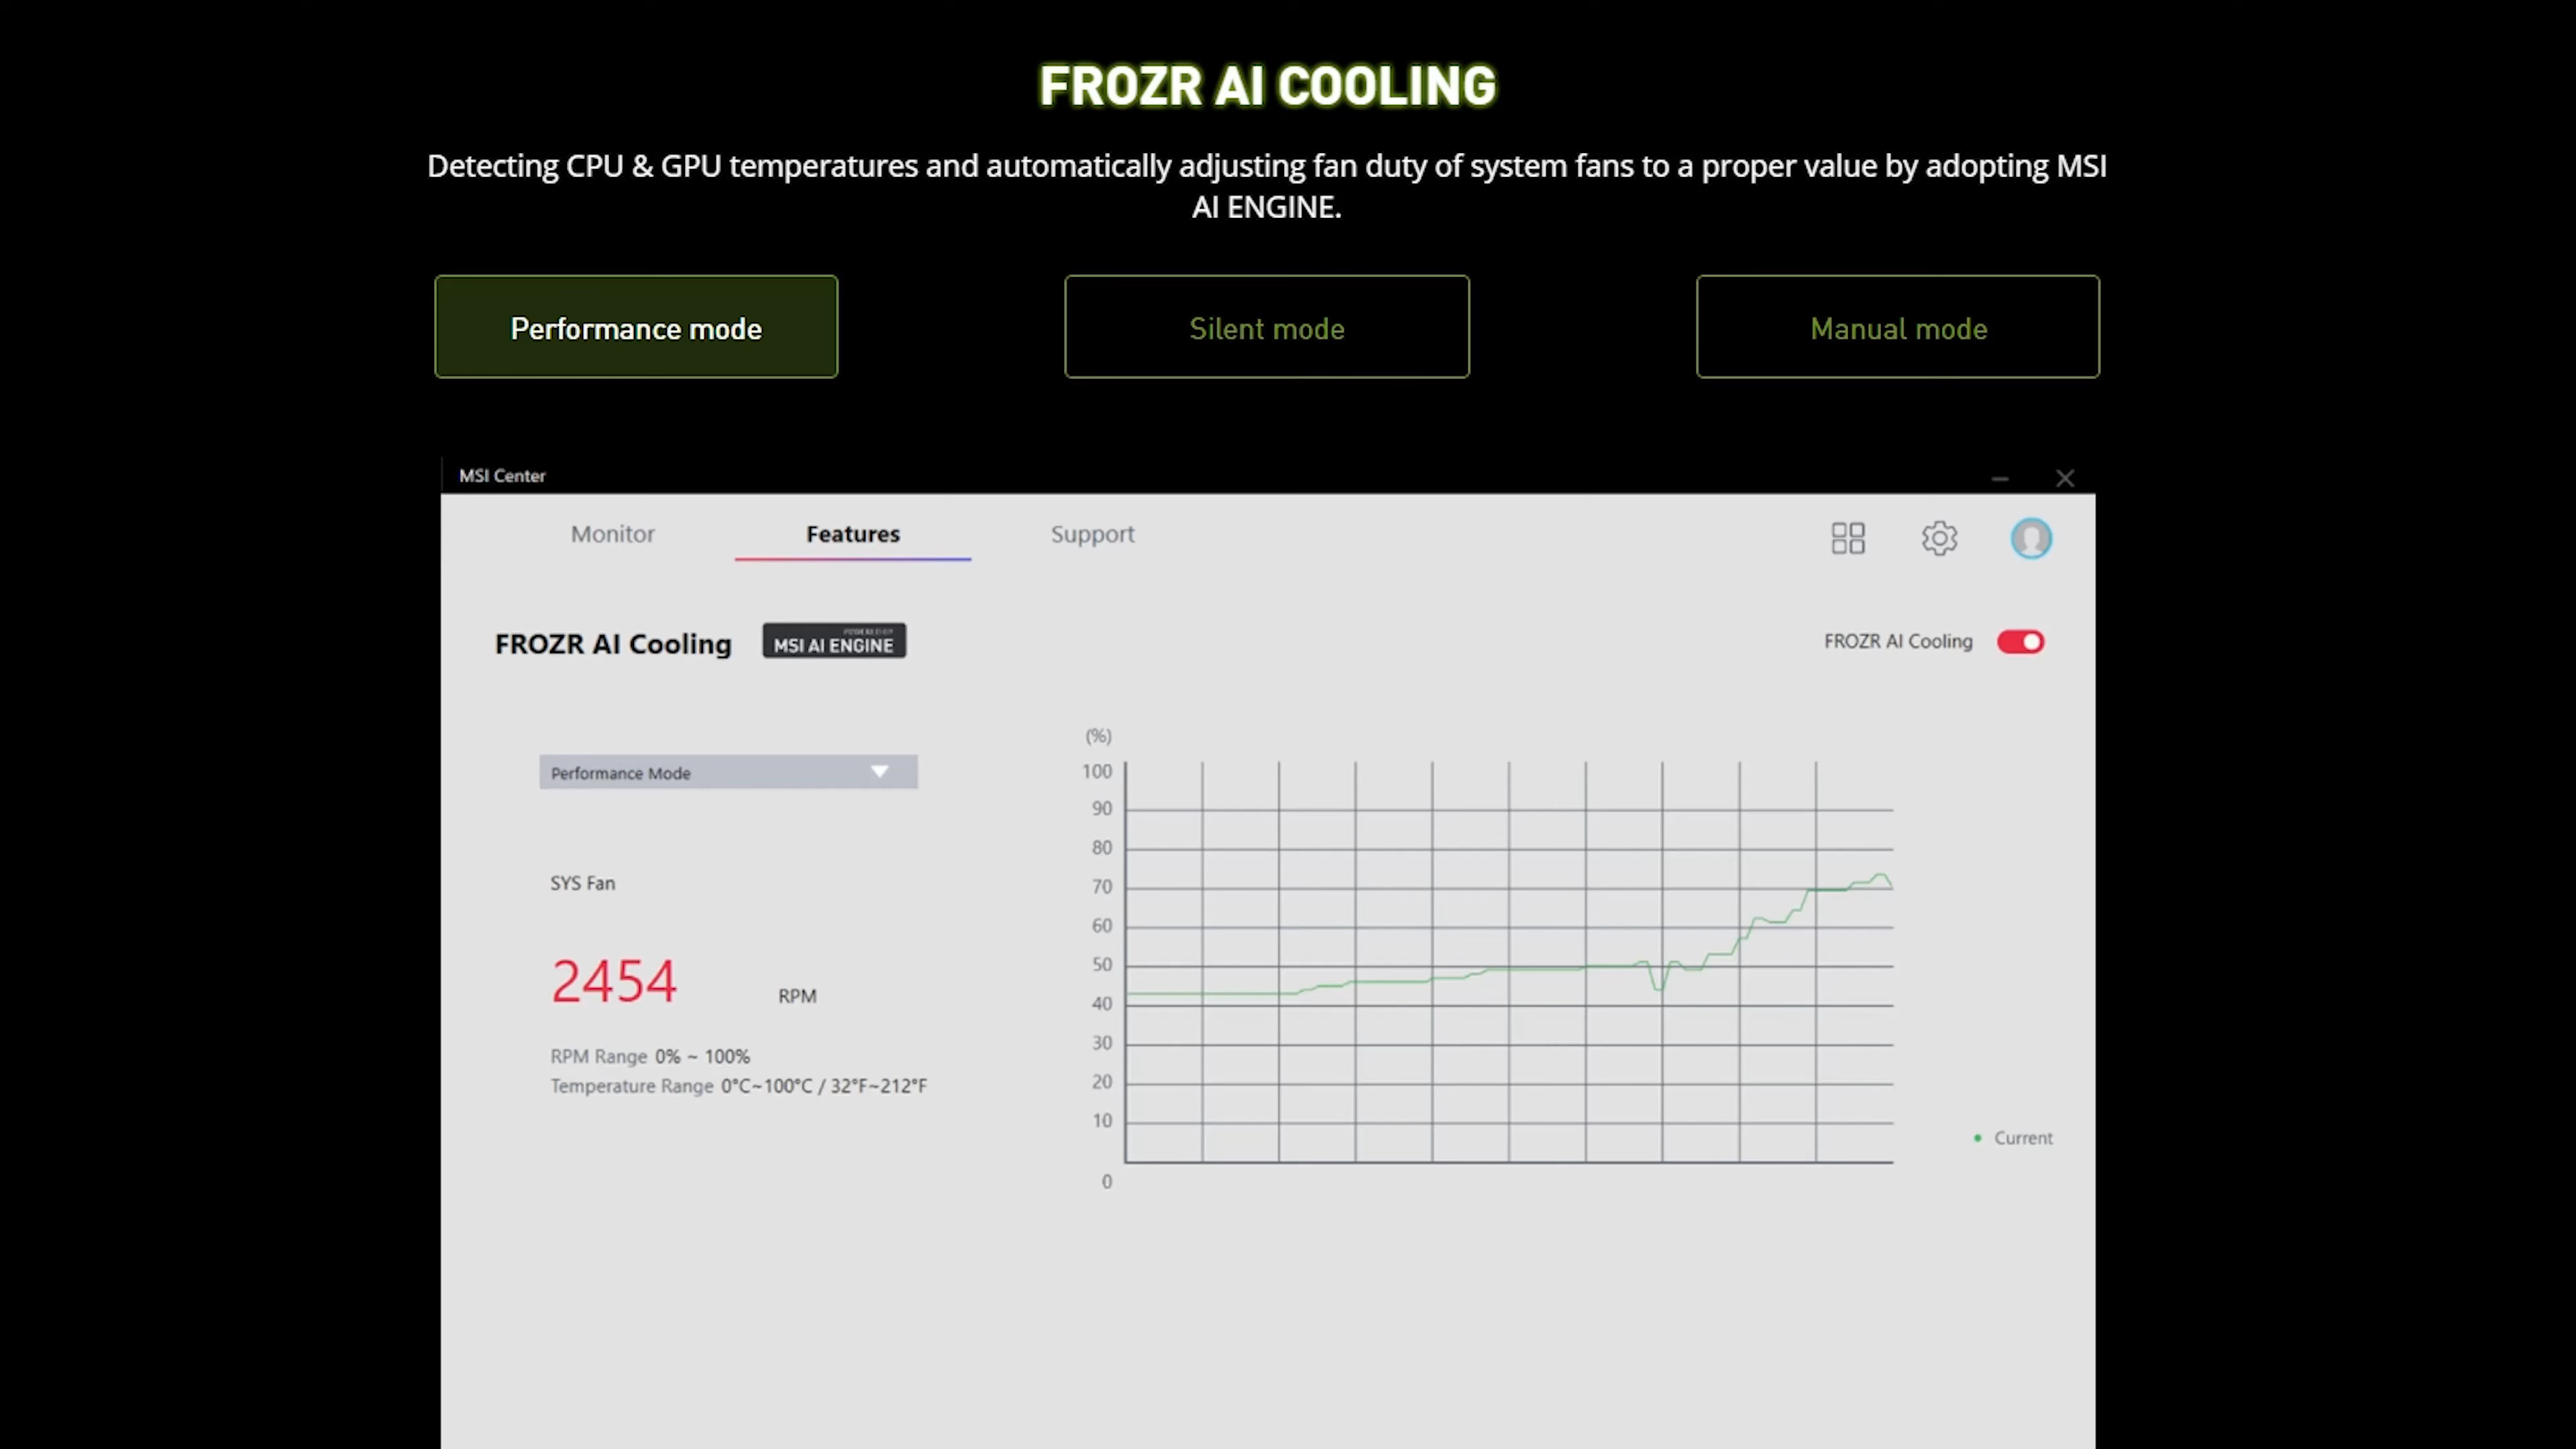 FROZR AI COOLING
Detecting CPU & GPU temperatures and automatically adjusting fan duty of system fans to a proper value by adopting MSI
AI ENGINE.
Performance mode
Silent mode
Manual mode
MSI Center
Monitor
Features
Support
FROZR AI Cooling
MSI AI ENGINE
FROZR AI Cooling
Performance Mode
SYS Fan
2454
RPM
RPM Range 0% ~ 100%
Temperature Range 0°C~100°C / 32°F~212°F
(%)
100
90
80
70
60
50
40
30
20
10
0
Current